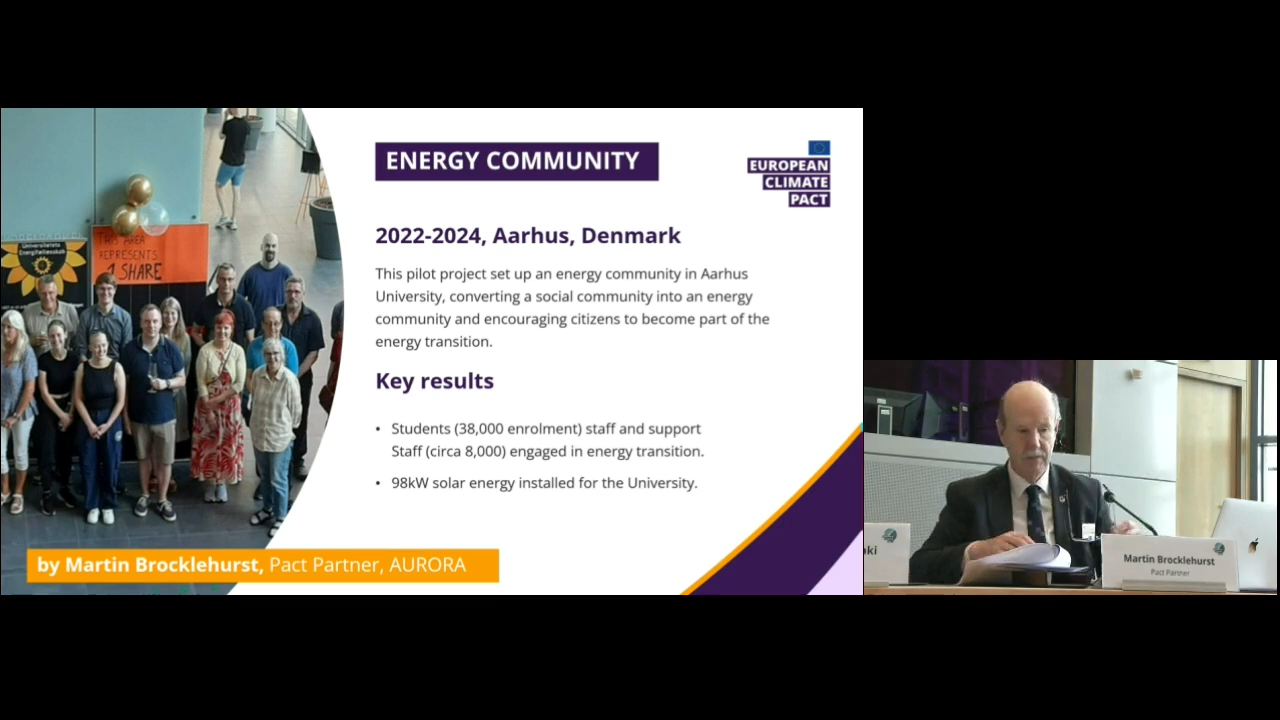 Universitetets
Energifællesskab
THIS AREA
REPRESENTS
1 SHARE
ENERGY COMMUNITY
EUROPEAN
CLIMATE
PACT
2022-2024, Aarhus, Denmark
This pilot project set up an energy community in Aarhus
University, converting a social community into an energy
community and encouraging citizens to become part of the
energy transition.
Key results
• Students (38,000 enrolment) staff and support
Staff (circa 8,000) engaged in energy transition.
• 98kW solar energy installed for the University.
by Martin Brocklehurst, Pact Partner, AURORA
Martin Brocklehurst
Pact Partner